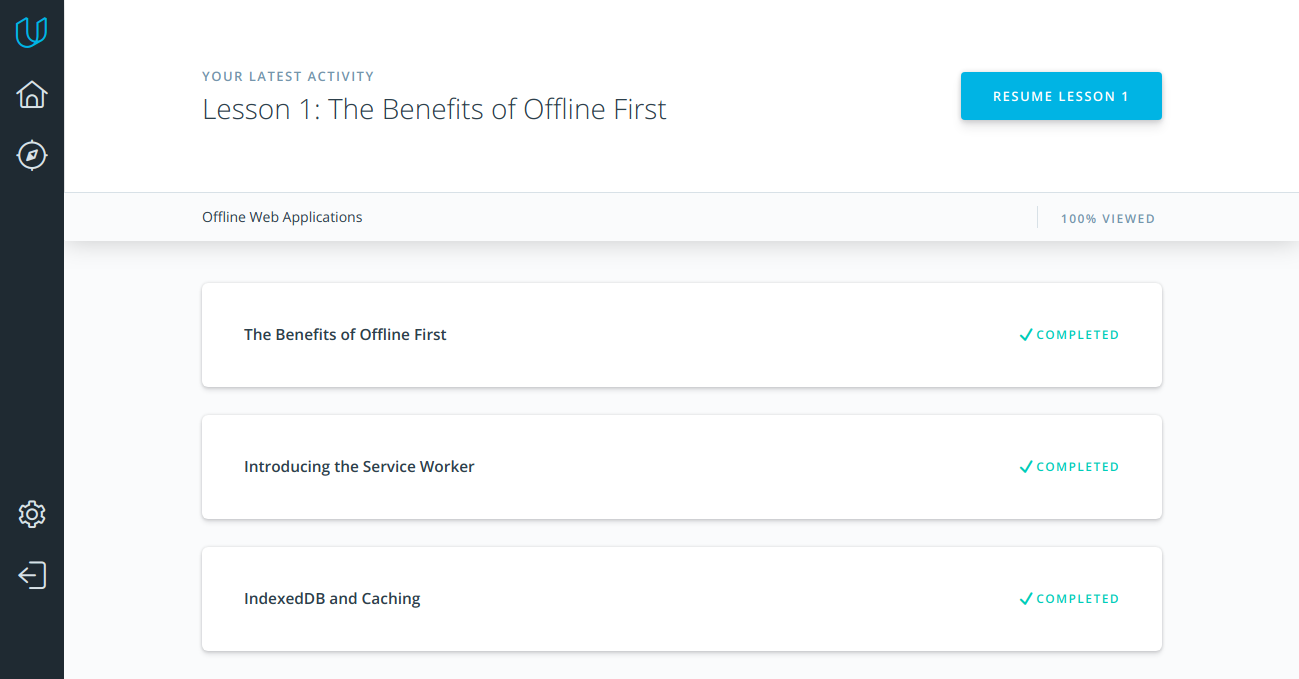 YOUR LATEST ACTIVITY
Lesson 1: The Benefits of Offline First
RESUME LESSON 1
Offline Web Applications
100% VIEWED
The Benefits of Offline First
COMPLETED
Introducing the Service Worker
COMPLETED
IndexedDB and Caching
COMPLETED